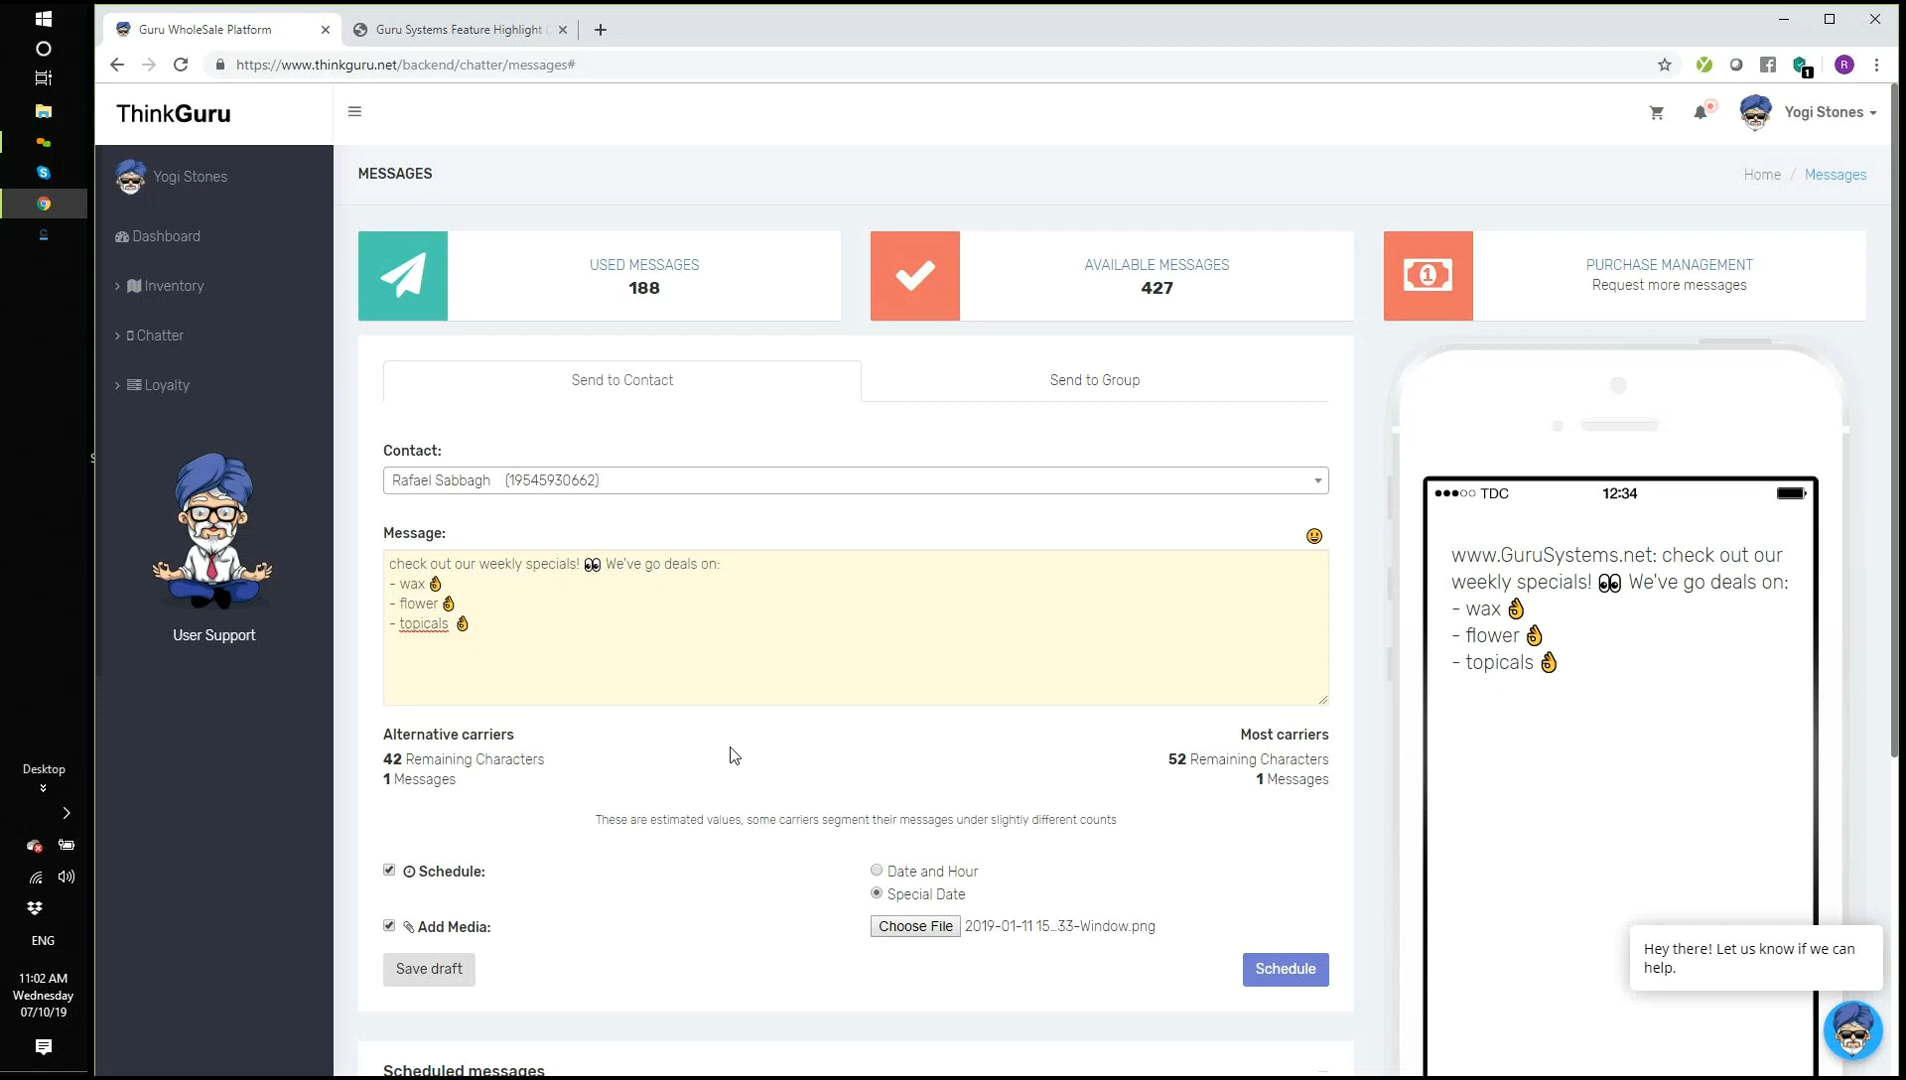 Guru WholeSale Platform
Guru Systems Feature Highlight
https://www.thinkguru.net/backend/chatter/messages#
R
1
ThinkGuru
Yogi Stones
Yogi Stones
MESSAGES
Home / Messages
Dashboard
Inventory
Chatter
Loyalty
User Support
USED MESSAGES
188
AVAILABLE MESSAGES
427
PURCHASE MANAGEMENT
Request more messages
Send to Contact
Send to Group
Contact:
Rafael Sabbagh (19545930662)
Message:
check out our weekly specials! 👀 We've go deals on:
- wax 👌
- flower 👌
- topicals 👌
Alternative carriers
42 Remaining Characters
1 Messages
Most carriers
52 Remaining Characters
1 Messages
These are estimated values, some carriers segment their messages under slightly different counts
Schedule:
Date and Hour
Special Date
Add Media:
Choose File 2019-01-11 15...33-Window.png
Save draft
Schedule
Scheduled messages
TDC 12:34
www.GuruSystems.net: check out our
weekly specials! 👀 We've go deals on:
- wax 👌
- flower 👌
- topicals 👌
Hey there! Let us know if we can
help.
Desktop
ENG
11:02 AM
Wednesday
07/10/19